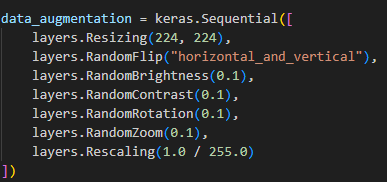 data_augmentation = keras.Sequential([
    layers.Resizing(224, 224),
    layers.RandomFlip("horizontal_and_vertical"),
    layers.RandomBrightness(0.1),
    layers.RandomContrast(0.1),
    layers.RandomRotation(0.1),
    layers.RandomZoom(0.1),
    layers.Rescaling(1.0 / 255.0)
])